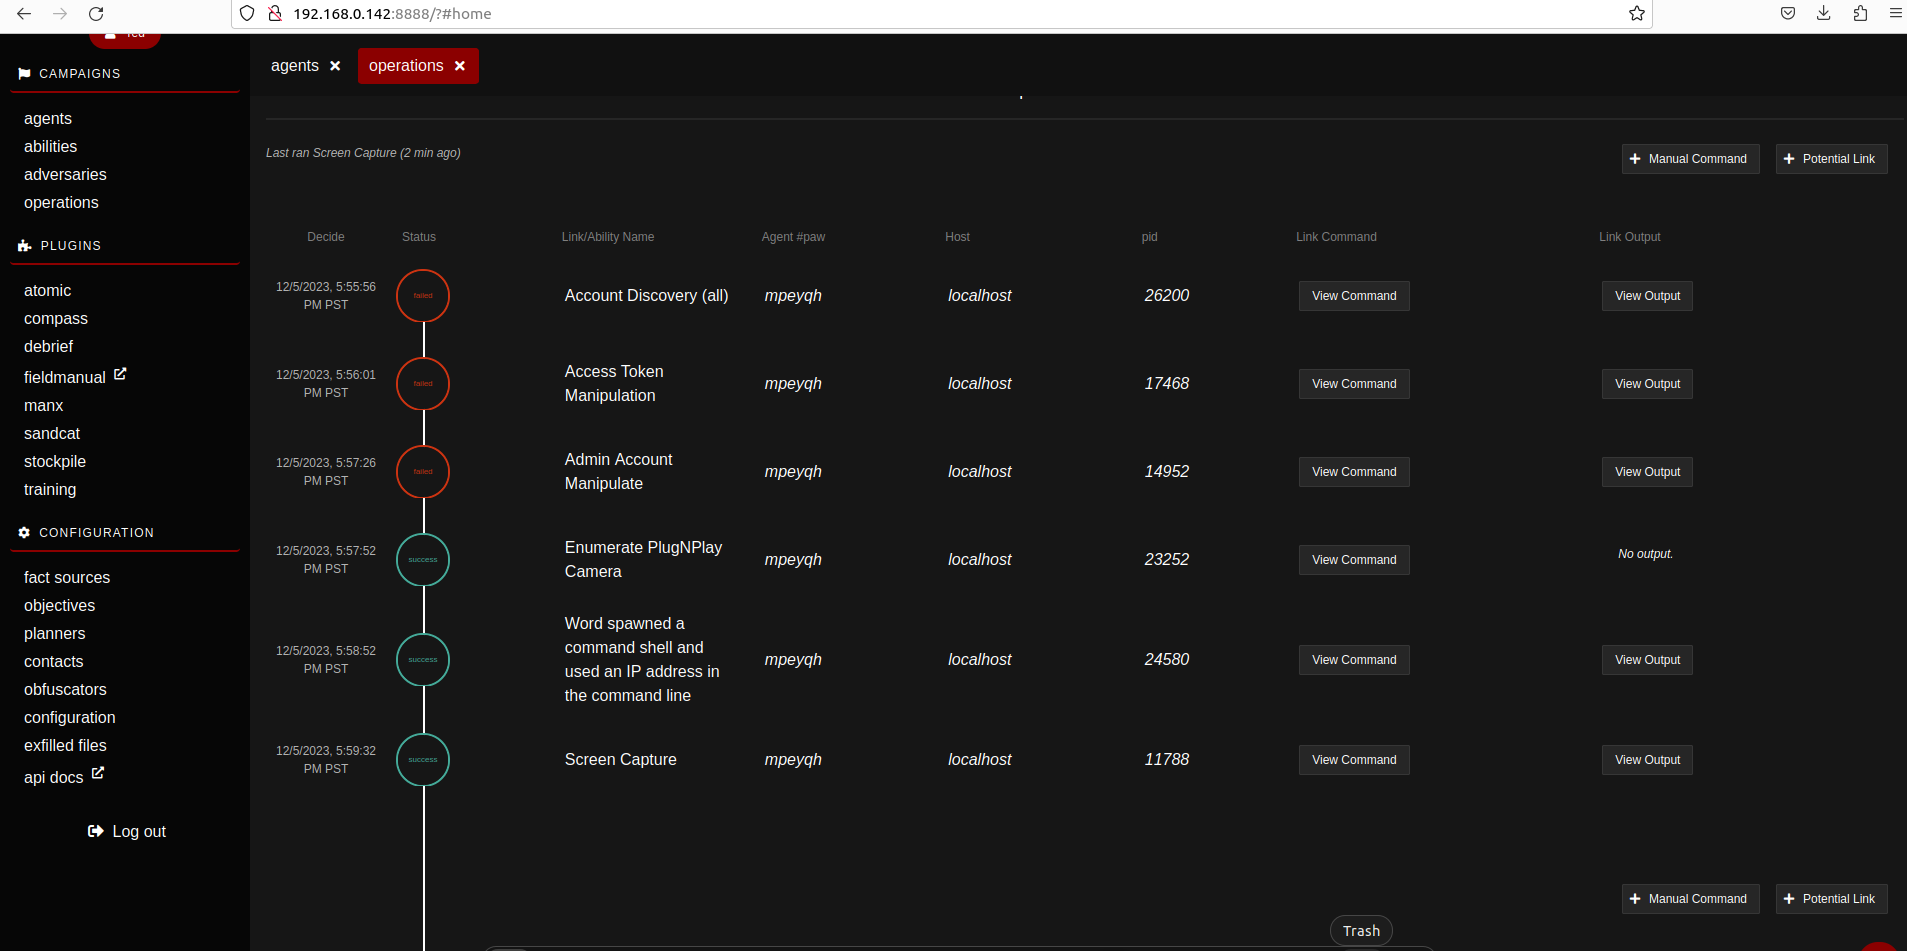 192.168.0.142:8888/?#home
red
CAMPAIGNS
agents
abilities
adversaries
operations
PLUGINS
atomic
compass
debrief
fieldmanual
manx
sandcat
stockpile
training
CONFIGURATION
fact sources
objectives
planners
contacts
obfuscators
configuration
exfilled files
api docs
Log out
agents operations
Last ran Screen Capture (2 min ago)
Manual Command Potential Link
Decide Status Link/Ability Name Agent #paw Host pid Link Command Link Output
12/5/2023, 5:55:56
PM PST
failed
Account Discovery (all)
mpeyqh localhost 26200 View Command View Output
12/5/2023, 5:56:01
PM PST
failed
Access Token
Manipulation
mpeyqh localhost 17468 View Command View Output
12/5/2023, 5:57:26
PM PST
failed
Admin Account
Manipulate
mpeyqh localhost 14952 View Command View Output
12/5/2023, 5:57:52
PM PST
success
Enumerate PlugNPlay
Camera
mpeyqh localhost 23252 View Command No output.
12/5/2023, 5:58:52
PM PST
success
Word spawned a
command shell and
used an IP address in
the command line
mpeyqh localhost 24580 View Command View Output
12/5/2023, 5:59:32
PM PST
success
Screen Capture
mpeyqh localhost 11788 View Command View Output
Manual Command Potential Link
Trash